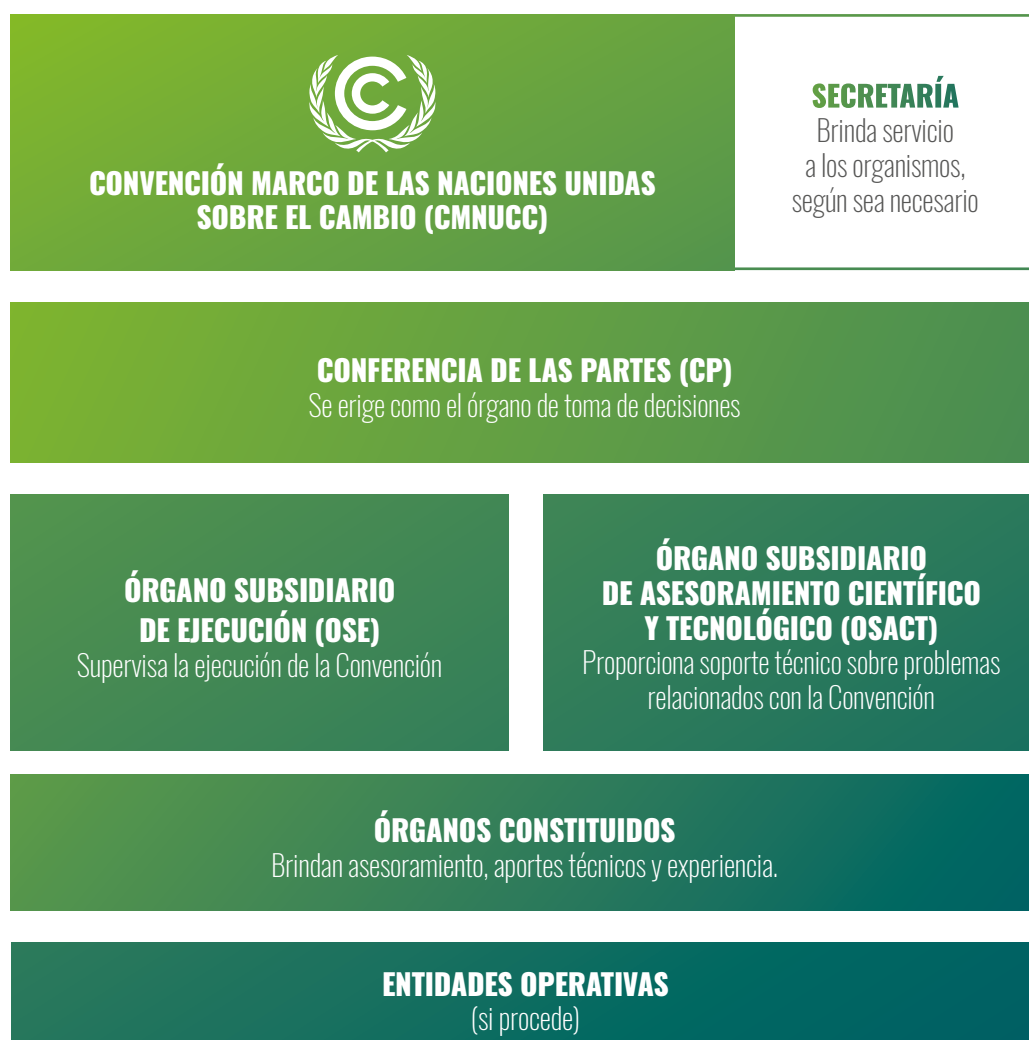 CONVENCIÓN MARCO DE LAS NACIONES UNIDAS
SOBRE EL CAMBIO (CMNUCC)
SECRETARÍA
Brinda servicio
a los organismos,
según sea necesario
CONFERENCIA DE LAS PARTES (CP)
Se erige como el órgano de toma de decisiones
ÓRGANO SUBSIDIARIO
DE EJECUCIÓN (OSE)
Supervisa la ejecución de la Convención
ÓRGANO SUBSIDIARIO
DE ASESORAMIENTO CIENTÍFICO
Y TECNOLÓGICO (OSACT)
Proporciona soporte técnico sobre problemas
relacionados con la Convención
ÓRGANOS CONSTITUIDOS
Brindan asesoramiento, aportes técnicos y experiencia.
ENTIDADES OPERATIVAS
(si procede)